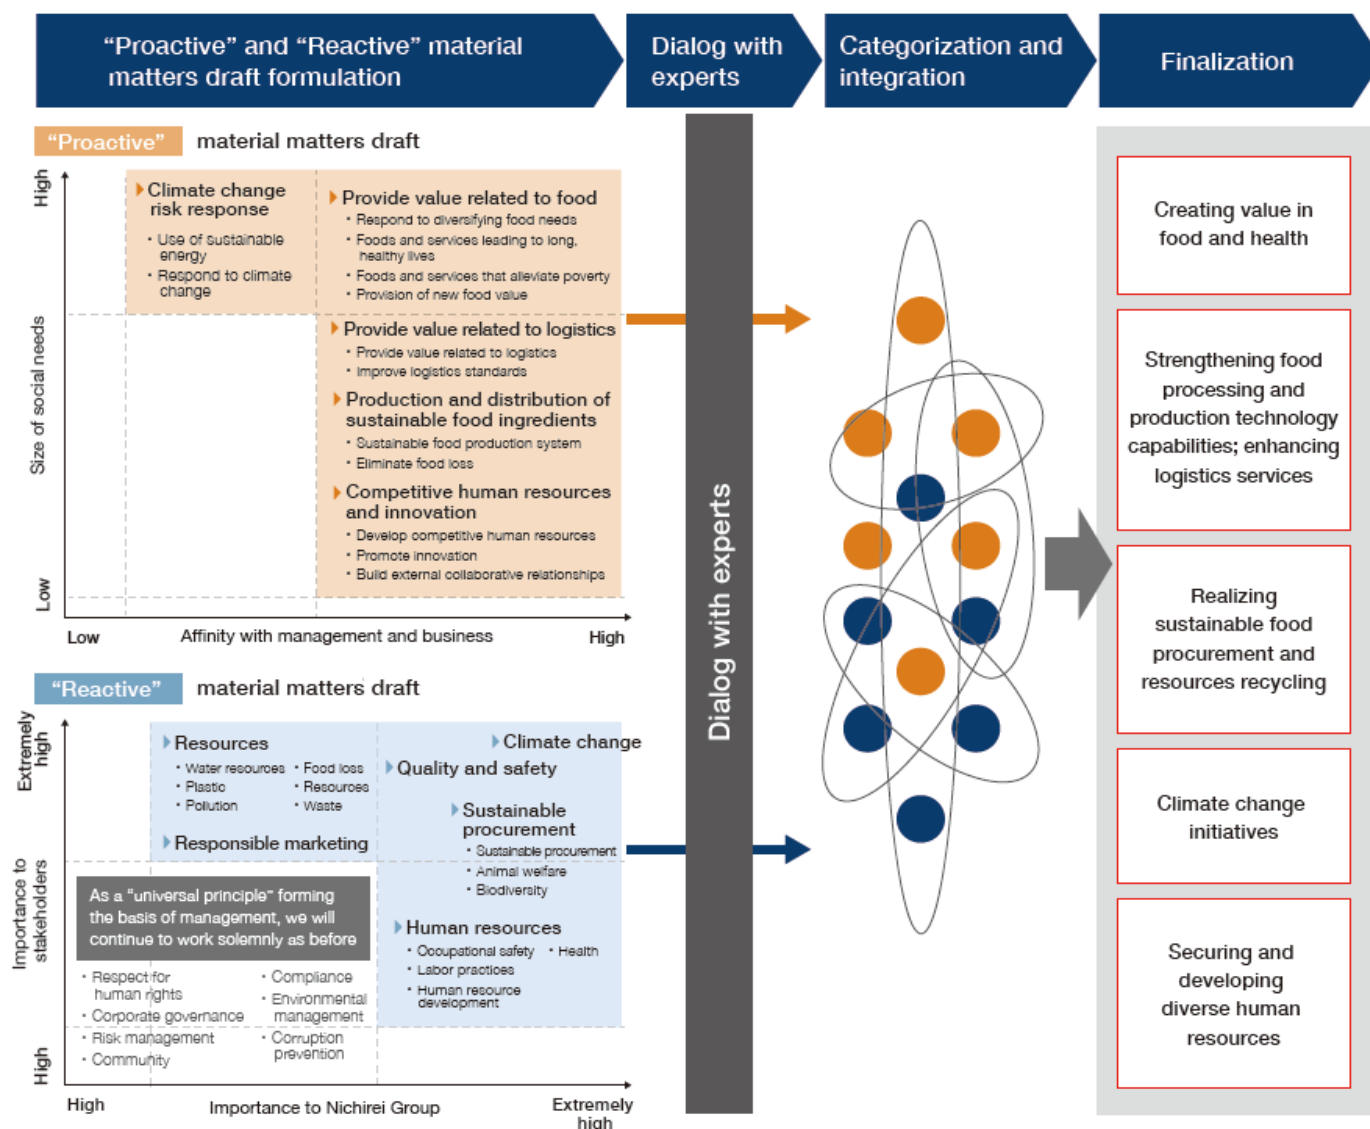 “Proactive” and “Reactive” material
matters draft formulation
Dialog with
experts
Categorization and
integration
Finalization
“Proactive” material matters draft
High
Size of social needs
Low
Climate change
risk response
・Use of sustainable
energy
・Respond to climate
change
Provide value related to food
・Respond to diversifying food needs
・Foods and services leading to long,
healthy lives
・Foods and services that alleviate poverty
・Provision of new food value
Provide value related to logistics
・Provide value related to logistics
・Improve logistics standards
Production and distribution of
sustainable food ingredients
・Sustainable food production system
・Eliminate food loss
Competitive human resources
and innovation
・Develop competitive human resources
・Promote innovation
・Build external collaborative relationships
Low
Affinity with management and business
High
“Reactive” material matters draft
Extremely
high
Importance to
stakeholders
High
Resources
・Water resources
・Plastic
・Pollution
・Food loss
・Resources
・Waste
Responsible marketing
Climate change
Quality and safety
Sustainable
procurement
・Sustainable procurement
・Animal welfare
・Biodiversity
Human resources
・Occupational safety ・Health
・Labor practices
・Human resource
development
As a “universal principle” forming
the basis of management, we will
continue to work solemnly as before
・Respect for
human rights
・Corporate governance
・Risk management
・Community
・Compliance
・Environmental
management
・Corruption
prevention
High
Importance to Nichirei Group
Extremely
high
Dialog with experts
Creating value in
food and health
Strengthening food
processing and
production technology
capabilities; enhancing
logistics services
Realizing
sustainable food
procurement and
resources recycling
Climate change
initiatives
Securing and
developing
diverse human
resources